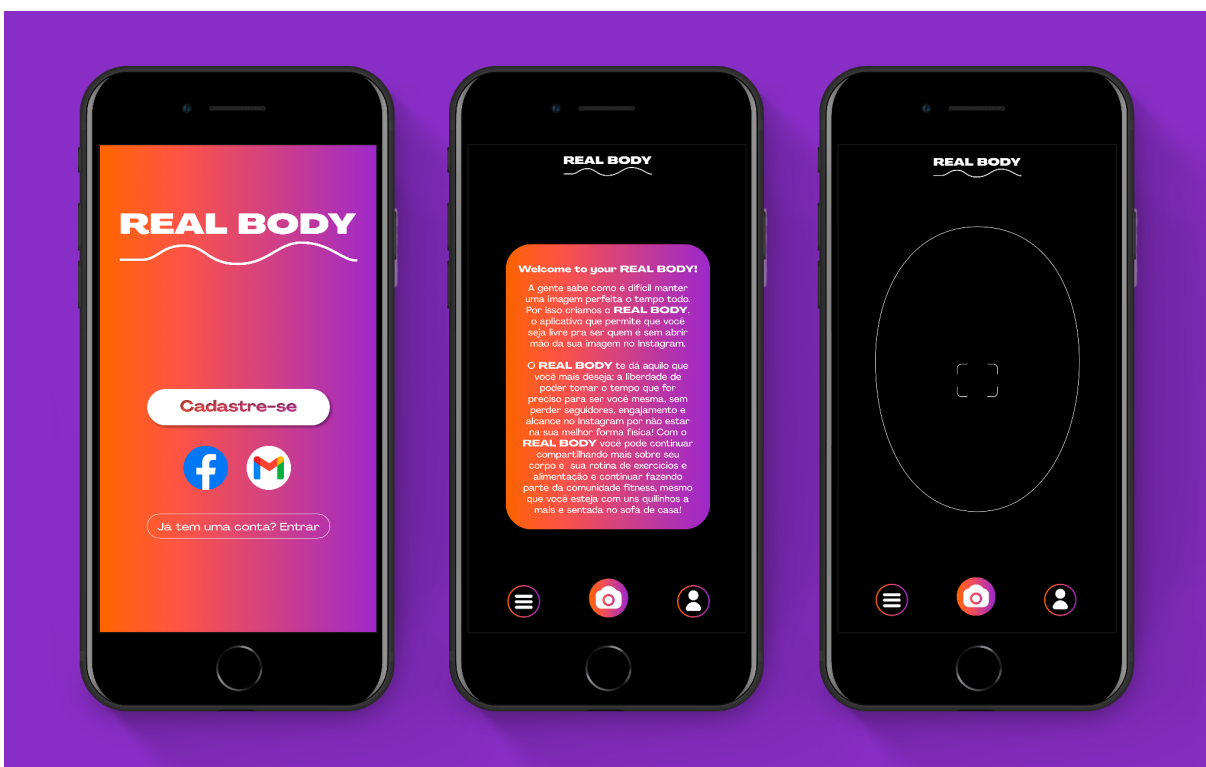 REAL BODY
Cadastre-se
Já tem uma conta? Entrar
REAL BODY
Welcome to your REAL BODY!
A gente sabe como é difícil manter
uma imagem perfeita o tempo todo.
Por isso criamos o REAL BODY,
o aplicativo que permite que você
seja livre pra ser quem é sem abrir
mão da sua imagem no Instagram.
O REAL BODY te dá aquilo que
você mais deseja: a liberdade de
poder tomar o tempo que for
preciso para ser você mesma, sem
perder seguidores, engajamento e
alcance no Instagram por não estar
na sua melhor forma física! Com o
REAL BODY você pode continuar
compartilhando mais sobre seu
corpo e sua rotina de exercícios e
alimentação e continuar fazendo
parte da comunidade fitness, mesmo
que você esteja com uns quilinhos a
mais e sentada no sofá de casa!
REAL BODY